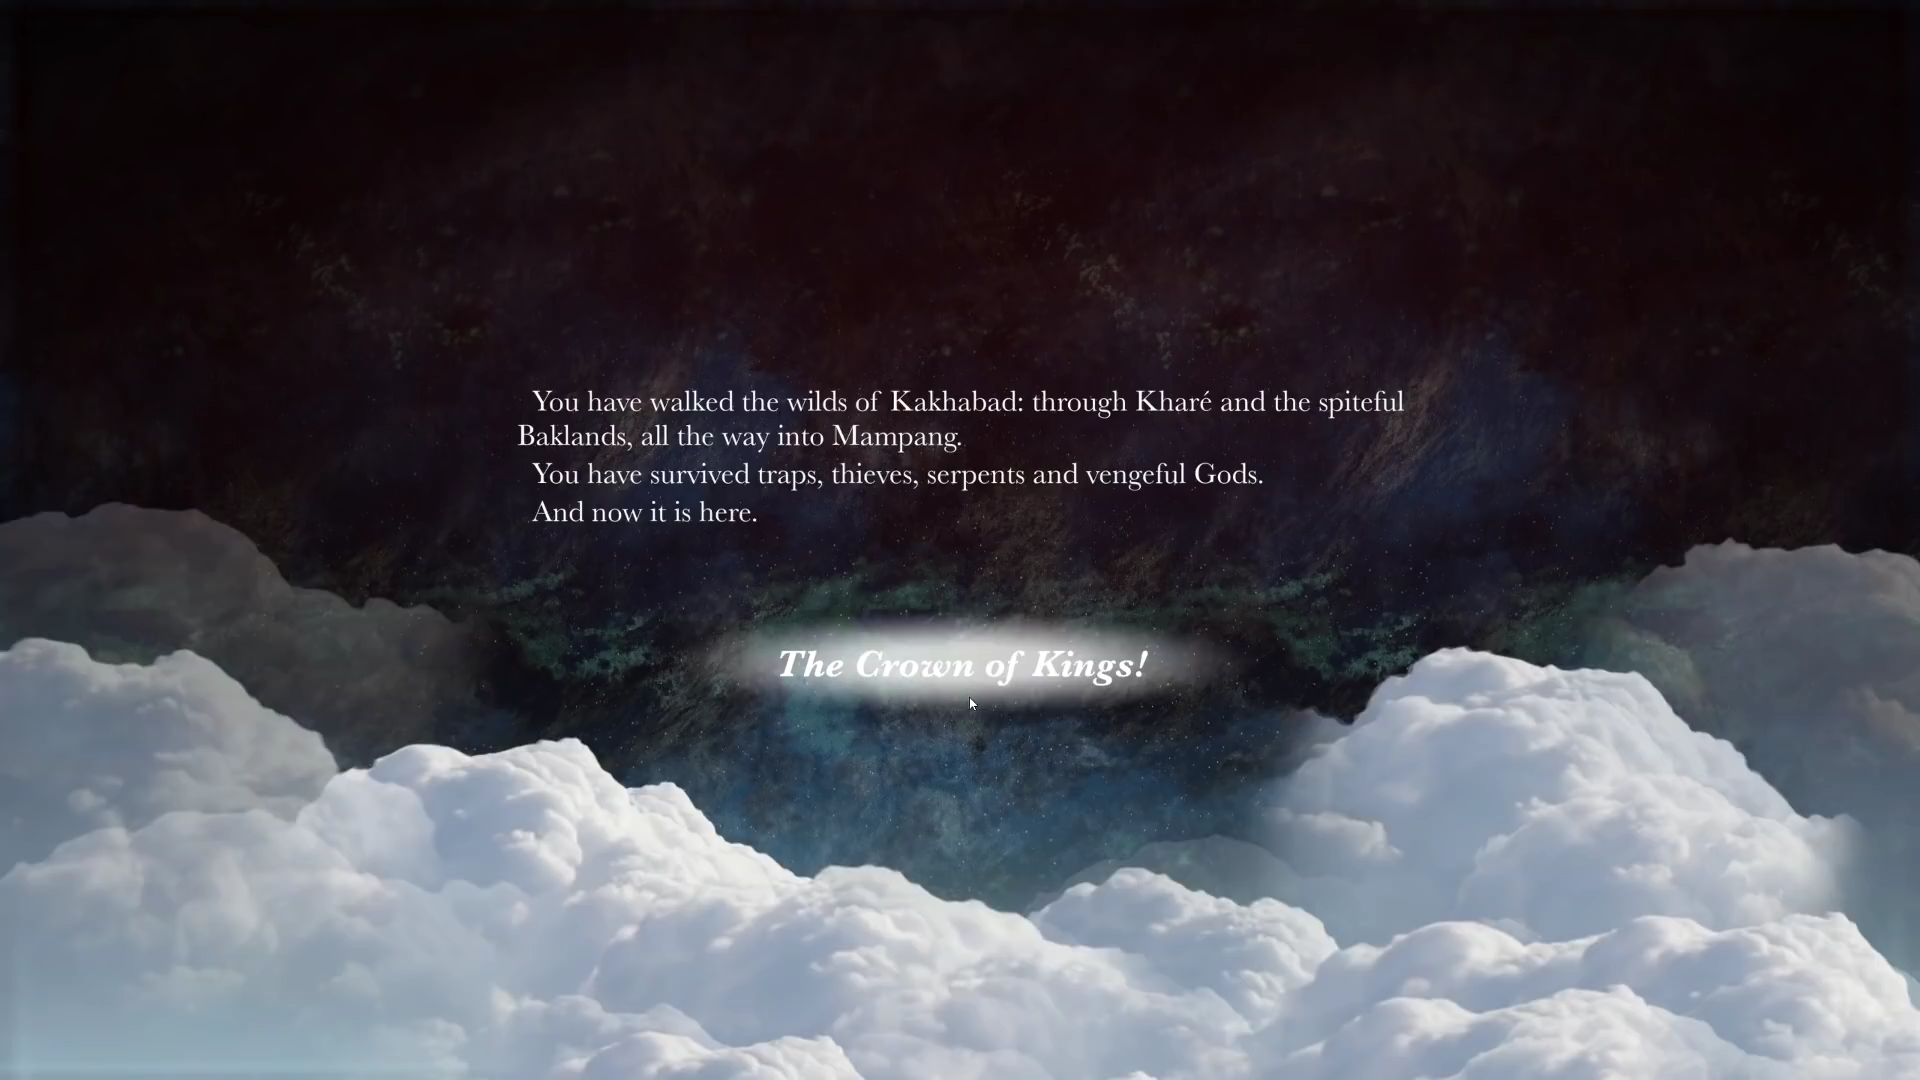 You have walked the wilds of Kakhabad: through Kharé and the spiteful
Baklands, all the way into Mampang.
You have survived traps, thieves, serpents and vengeful Gods.
And now it is here.
The Crown of Kings!